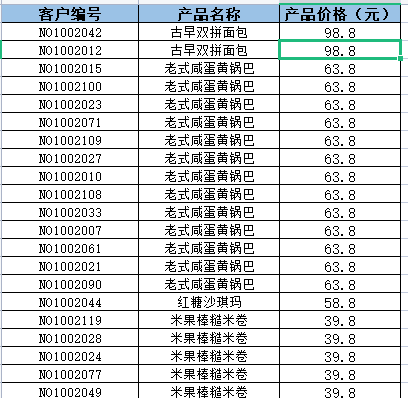 客户编号 产品名称 产品价格（元）
NO1002042 古早双拼面包 98.8
NO1002012 古早双拼面包 98.8
NO1002015 老式咸蛋黄锅巴 63.8
NO1002100 老式咸蛋黄锅巴 63.8
NO1002023 老式咸蛋黄锅巴 63.8
NO1002071 老式咸蛋黄锅巴 63.8
NO1002109 老式咸蛋黄锅巴 63.8
NO1002027 老式咸蛋黄锅巴 63.8
NO1002010 老式咸蛋黄锅巴 63.8
NO1002108 老式咸蛋黄锅巴 63.8
NO1002033 老式咸蛋黄锅巴 63.8
NO1002007 老式咸蛋黄锅巴 63.8
NO1002061 老式咸蛋黄锅巴 63.8
NO1002021 老式咸蛋黄锅巴 63.8
NO1002090 老式咸蛋黄锅巴 63.8
NO1002044 红糖沙琪玛 58.8
NO1002119 米果棒糙米卷 39.8
NO1002028 米果棒糙米卷 39.8
NO1002024 米果棒糙米卷 39.8
NO1002077 米果棒糙米卷 39.8
NO1002049 米果棒糙米卷 39.8